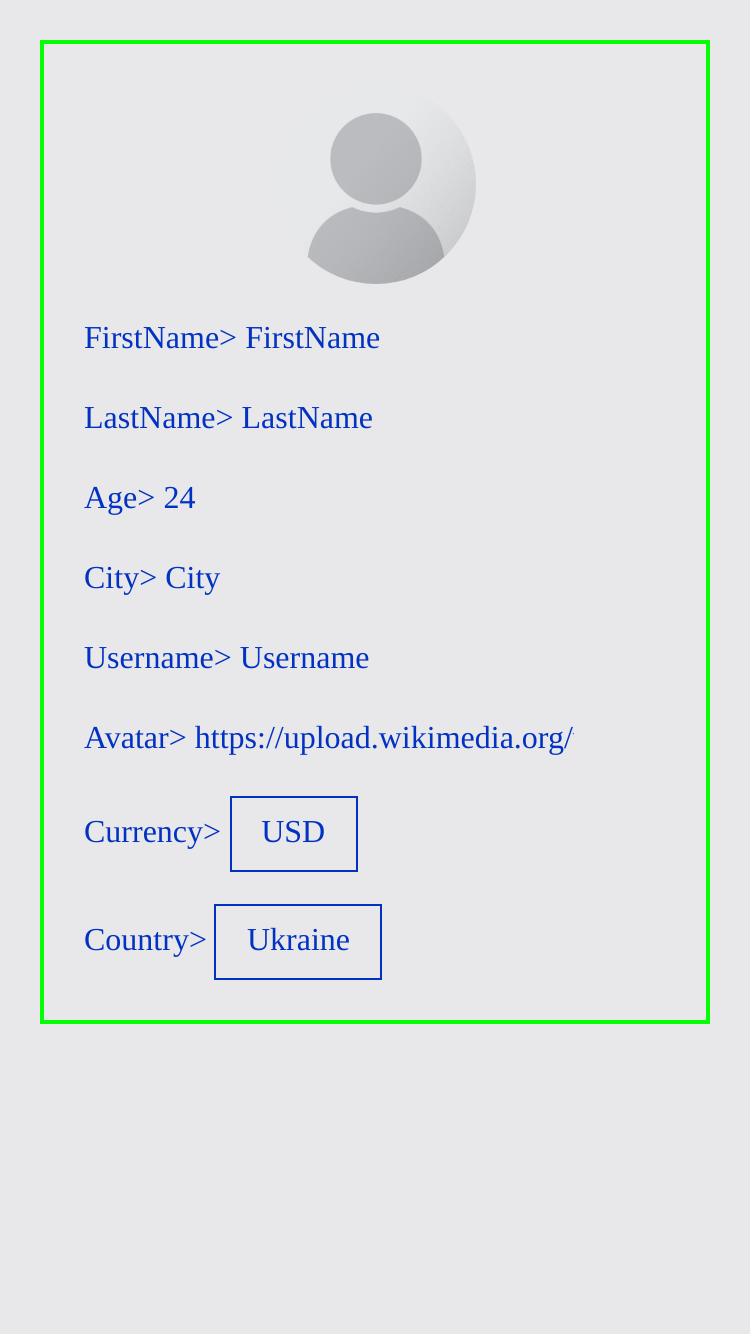 FirstName> FirstName
LastName> LastName
Age> 24
City> City
Username> Username
Avatar> https://upload.wikimedia.org/
Currency> USD
Country> Ukraine